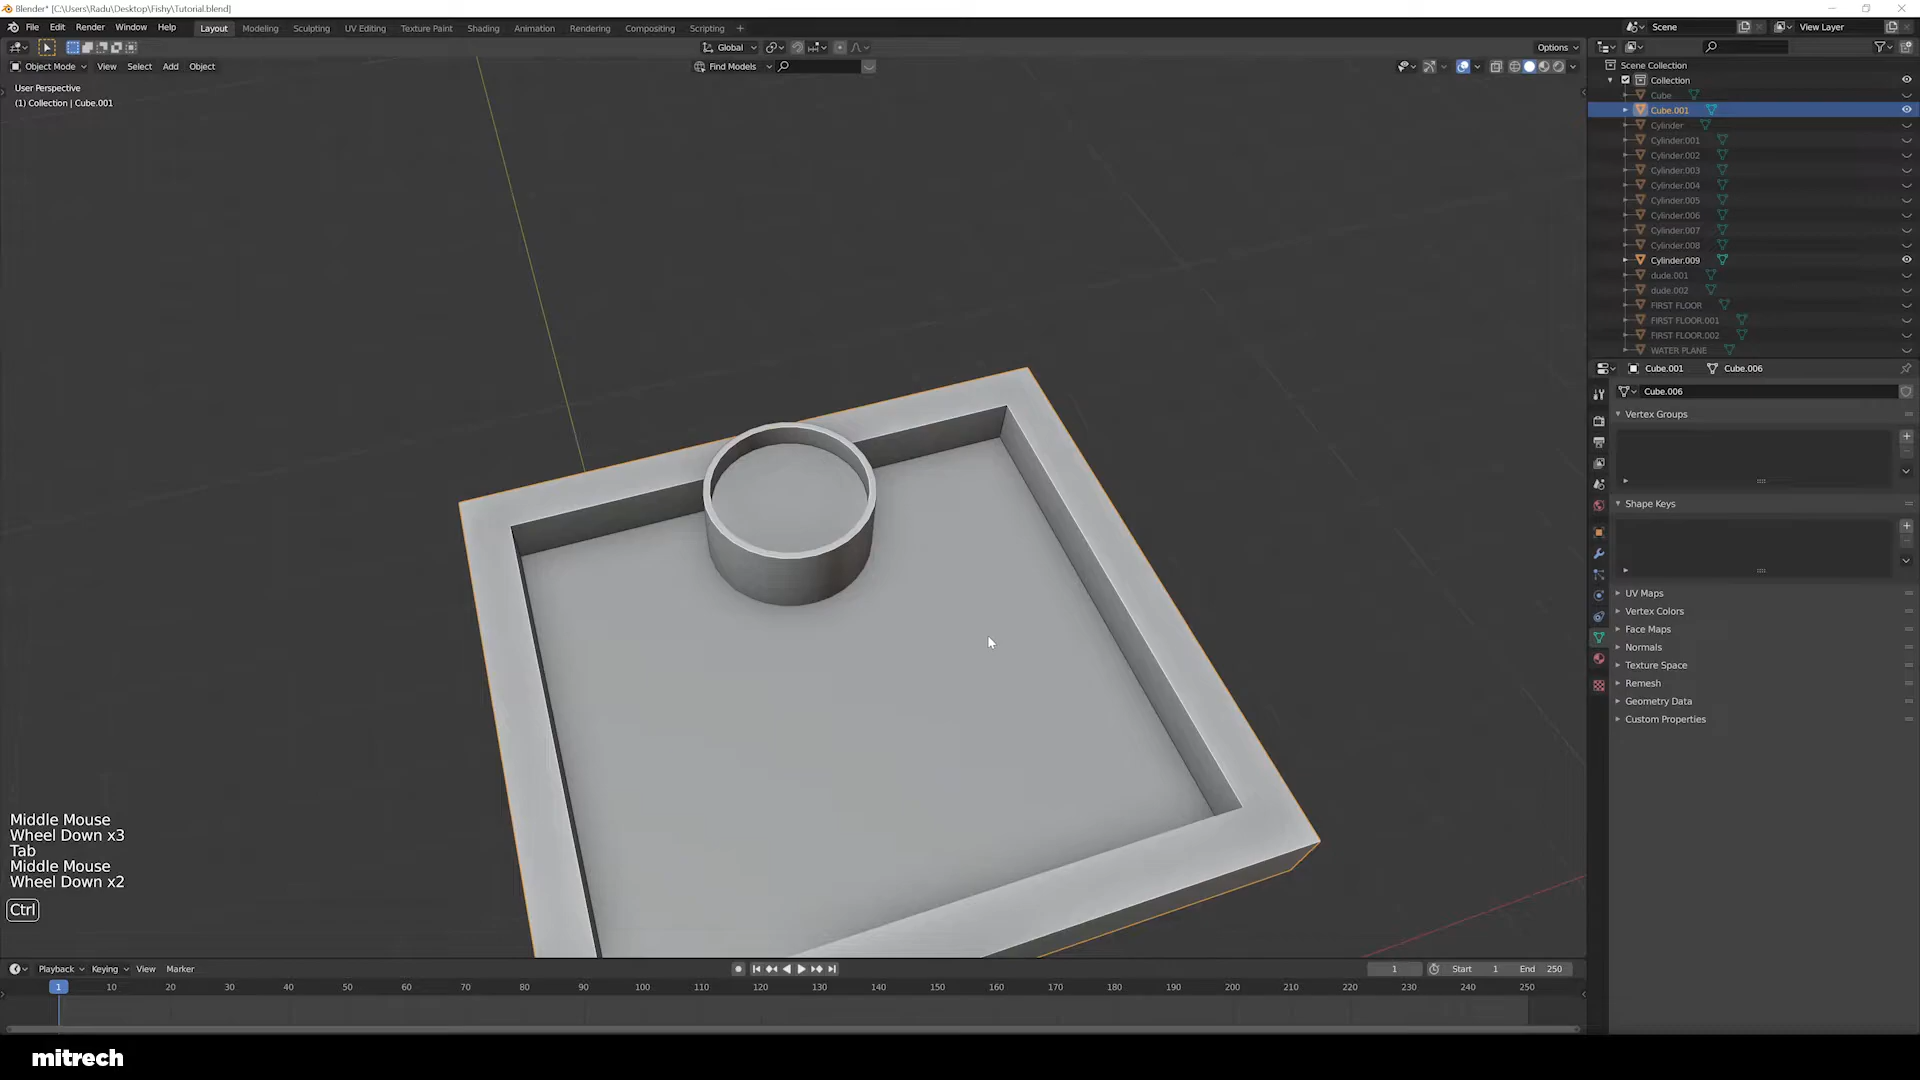 Blender* [C:\Users\Radu\Desktop\Fishy\Tutorial.blend]
File Edit Render Window Help
Layout Modeling Sculpting UV Editing Texture Paint Shading Animation Rendering Compositing Scripting +
Scene View Layer
Global Options
Object Mode View Select Add Object
Find Models
User Perspective
(1) Collection | Cube.001
Scene Collection
Collection
Cube
Cube.001
Cylinder
Cylinder.001
Cylinder.002
Cylinder.003
Cylinder.004
Cylinder.005
Cylinder.006
Cylinder.007
Cylinder.008
Cylinder.009
dude.001
dude.002
FIRST FLOOR
FIRST FLOOR.001
FIRST FLOOR.002
WATER PLANE
Cube.001 Cube.006
Cube.006
Vertex Groups
Shape Keys
UV Maps
Vertex Colors
Face Maps
Normals
Texture Space
Remesh
Geometry Data
Custom Properties
Middle Mouse
Wheel Down x3
Tab
Middle Mouse
Wheel Down x2
Ctrl
Playback Keying View Marker
1 Start 1 End 250
1 10 20 30 40 50 60 70 80 90 100 110 120 130 140 150 160 170 180 190 200 210 220 230 240 250
mitrech